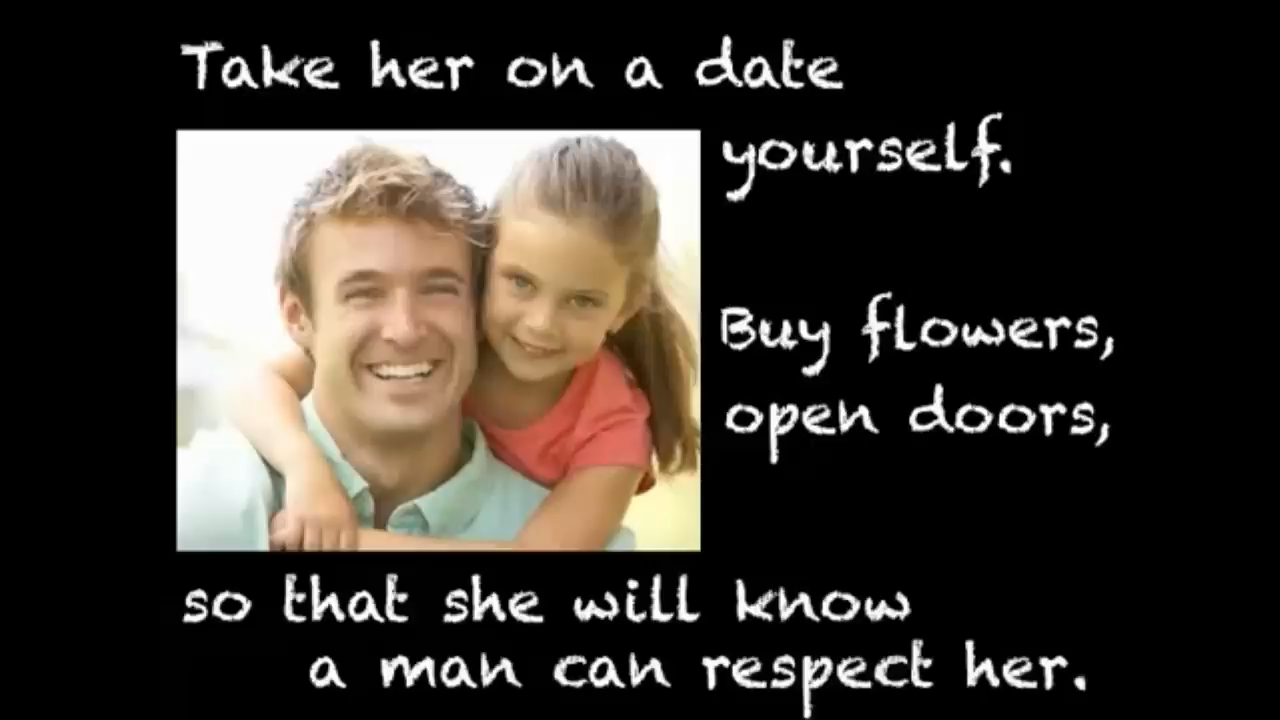 Take her on a date
yourself.
Buy flowers,
open doors,
so that she will know
a man can respect her.